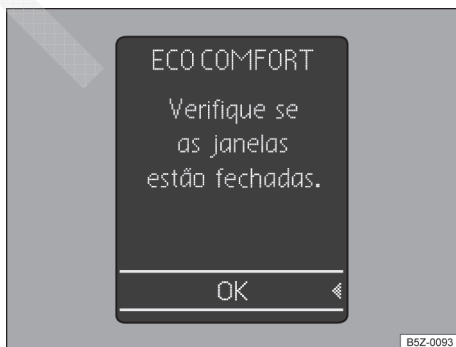 ECO COMFORT
Verifique se
as janelas
estão fechadas.
OK
B5Z-0093